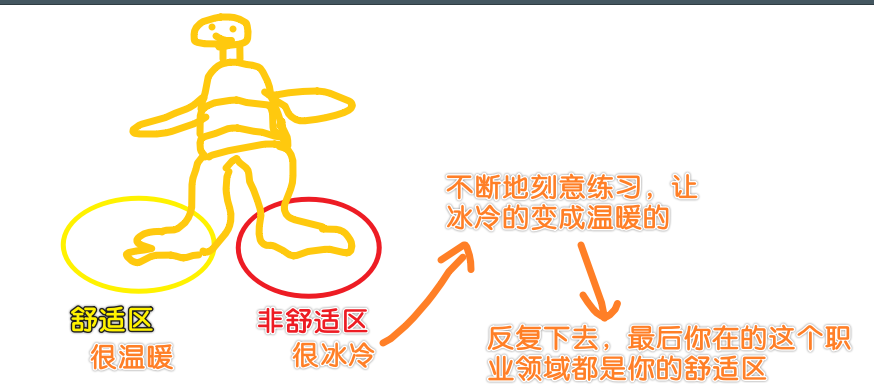 不断地刻意练习，让
冰冷的变成温暖的
舒适区
非舒适区
很温暖
很冰冷
反复下去，最后你在的这个职
业领域都是你的舒适区